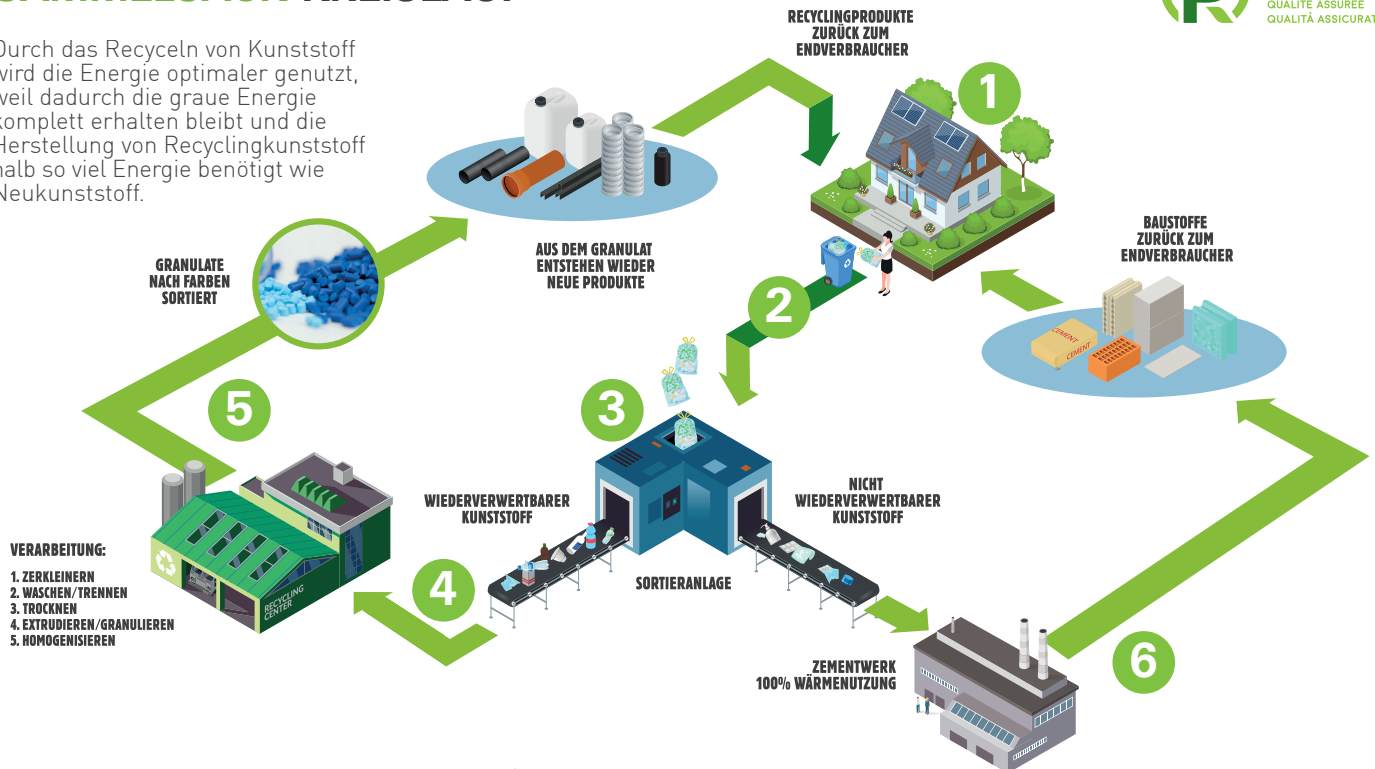 SAMMELSACK-KREISLAUF
Durch das Recyceln von Kunststoff
wird die Energie optimaler genutzt,
weil dadurch die graue Energie
komplett erhalten bleibt und die
Herstellung von Recyclingkunststoff
halb so viel Energie benötigt wie
Neukunststoff.
RECYCLINGPRODUKTE
ZURÜCK ZUM
ENDVERBRAUCHER
R
QUALITÉ ASSURÉE
QUALITÀ ASSICURAT
1
AUS DEM GRANULAT
ENTSTEHEN WIEDER
NEUE PRODUKTE
BAUSTOFFE
ZURÜCK ZUM
ENDVERBRAUCHER
CEMENT
CEMENT
GRANULATE
NACH FARBEN
SORTIERT
2
3
5
WIEDERVERWERTBARER
KUNSTSTOFF
NICHT
WIEDERVERWERTBARER
KUNSTSTOFF
SORTIERANLAGE
4
RECYCLING
CENTER
VERARBEITUNG:
1. ZERKLEINERN
2. WASCHEN/TRENNEN
3. TROCKNEN
4. EXTRUDIEREN/GRANULIEREN
5. HOMOGENISIEREN
ZEMENTWERK
100% WÄRMENUTZUNG
6